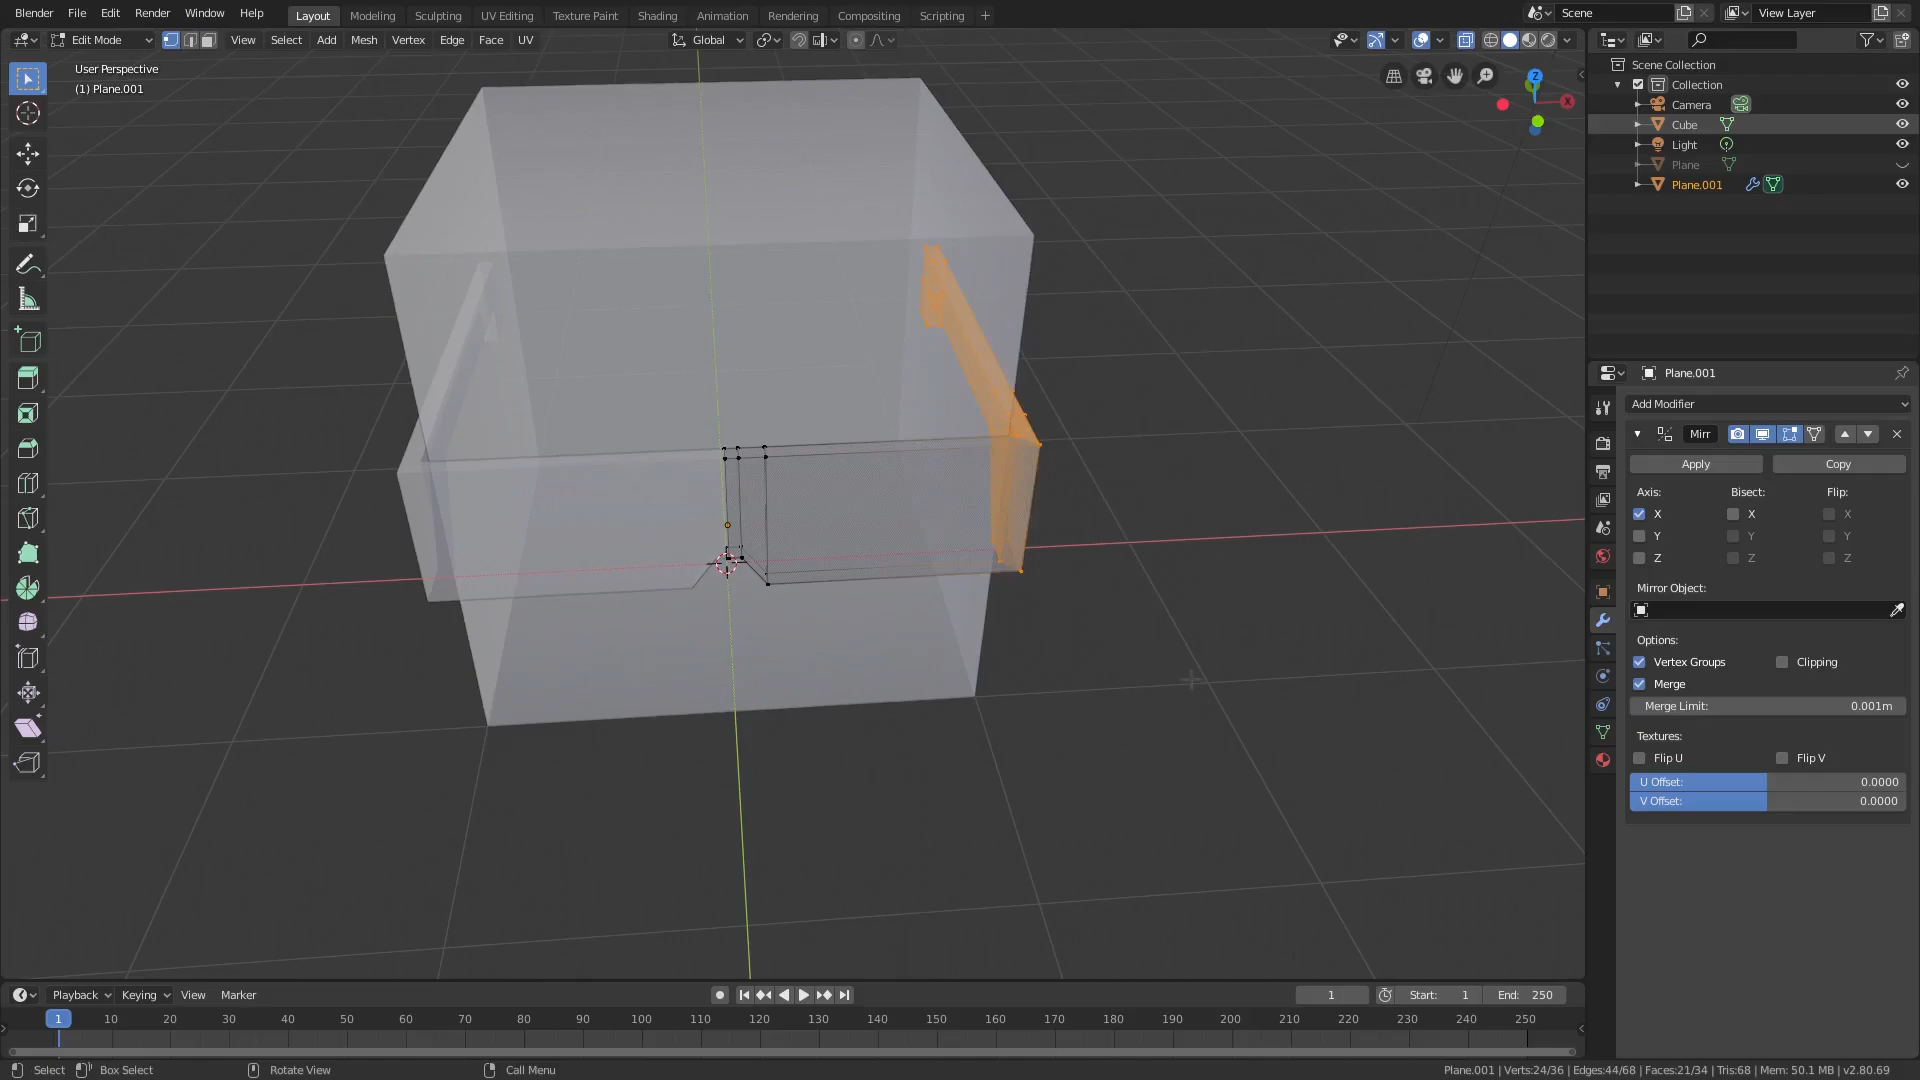 Blender File Edit Render Window Help Layout Modeling Sculpting UV Editing Texture Paint Shading Animation Rendering Compositing Scripting + Scene View Layer
Edit Mode View Select Add Mesh Vertex Edge Face UV Global
User Perspective
(1) Plane.001
Z
X
Scene Collection
Collection
Camera
Cube
Light
Plane
Plane.001
Plane.001
Add Modifier
Mirr
Apply Copy
Axis: Bisect: Flip:
X X X
Y Y Y
Z Z Z
Mirror Object:
Options:
Vertex Groups Clipping
Merge
Merge Limit: 0.001m
Textures:
Flip U Flip V
U Offset: 0.0000
V Offset: 0.0000
Playback Keying View Marker 1 Start: 1 End: 250
1 10 20 30 40 50 60 70 80 90 100 110 120 130 140 150 160 170 180 190 200 210 220 230 240 250
Select Box Select Rotate View Call Menu Plane.001 | Verts:24/36 | Edges:44/68 | Faces:21/34 | Tris:68 | Mem: 50.1 MB | v2.80.69